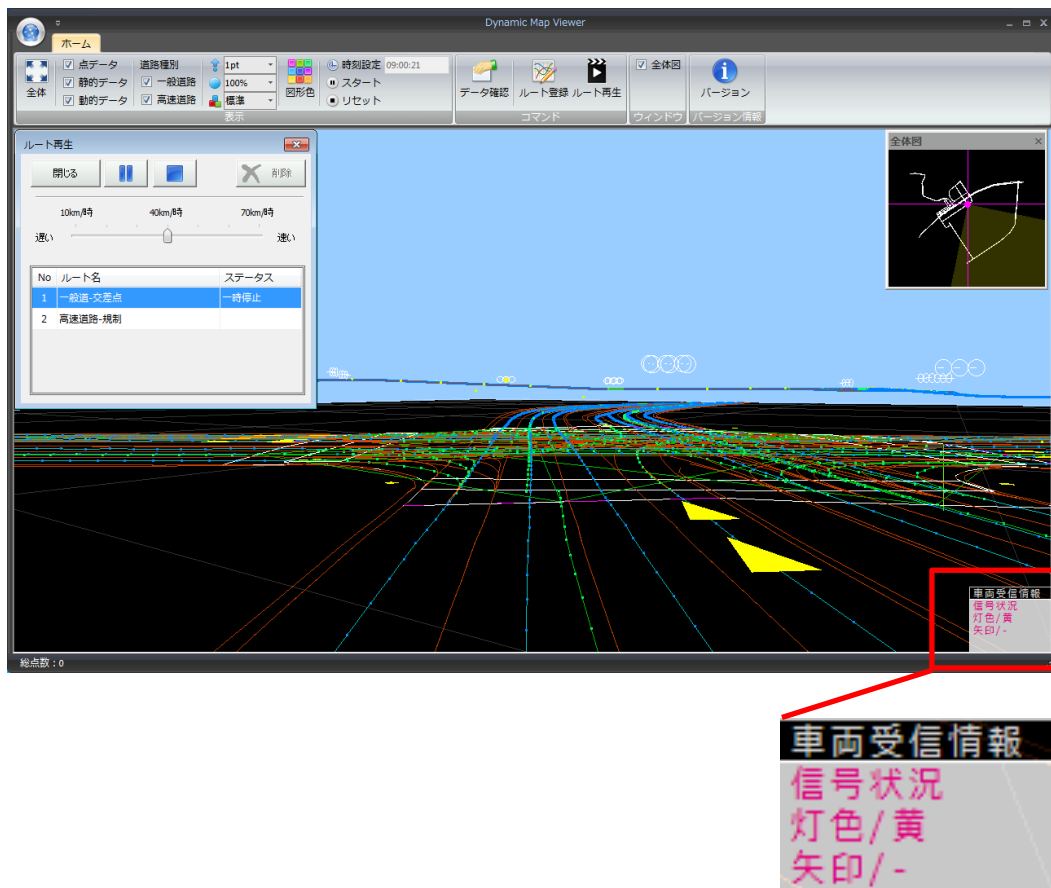 Dynamic Map Viewer
ホーム
全体
点データ
静的データ
動的データ
道路種別
一般道路
高速道路
1pt
100%
標準
図形色
時刻設定 09:00:21
スタート
リセット
表示
データ確認
ルート登録
ルート再生
コマンド
全体図
ウィンドウ
バージョン
バージョン情報
ルート再生
閉じる
削除
10km/時 40km/時 70km/時
遅い 速い
No ルート名 ステータス
1 一般道-交差点 一時停止
2 高速道路-規制
全体図
車両受信情報
信号状況
灯色/黄
矢印/-
総点数:0
車両受信情報
信号状況
灯色/黄
矢印/-